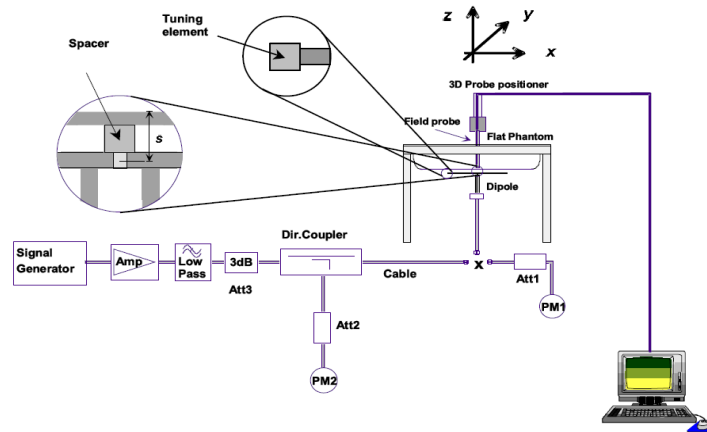 Tuning
element
z
y
x
Spacer
s
3D Probe positioner
Field probe
Flat Phantom
Dipole
Dir.Coupler
Signal
Generator
Amp
Low
Pass
3dB
Att3
Cable
x
Att1
PM1
Att2
PM2